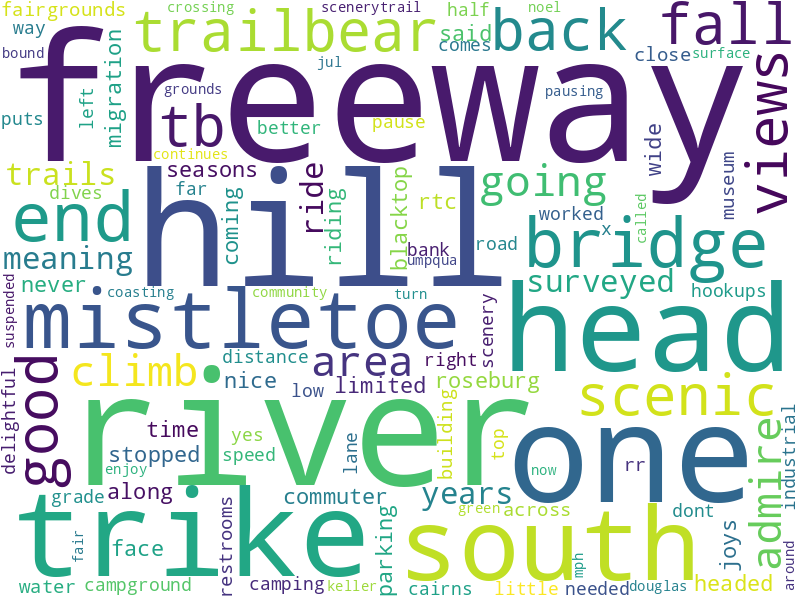 fairgrounds crossing scenerytrail half noel
way trailbear said back fall
bound freeway comes close surface
jul
migration left grounds pausing views
puts tb better pause wide
continues
trails hill seasons ride going museum
dives far coming riding blacktop rtc worked x called
end bank road bridge
meaning umpqua surveyed
never coasting community turn hookups
suspended mistletoe scenery head
distance area right
climb nice low limited roseburg scenic
delightful good river time yes building top one admire industrial
stopped speed lane rr
enjoy now
grade along commuter years joys
trike south green across dont
fair face restrooms parking mph around
water campground camping keller cairns little needed douglas headed